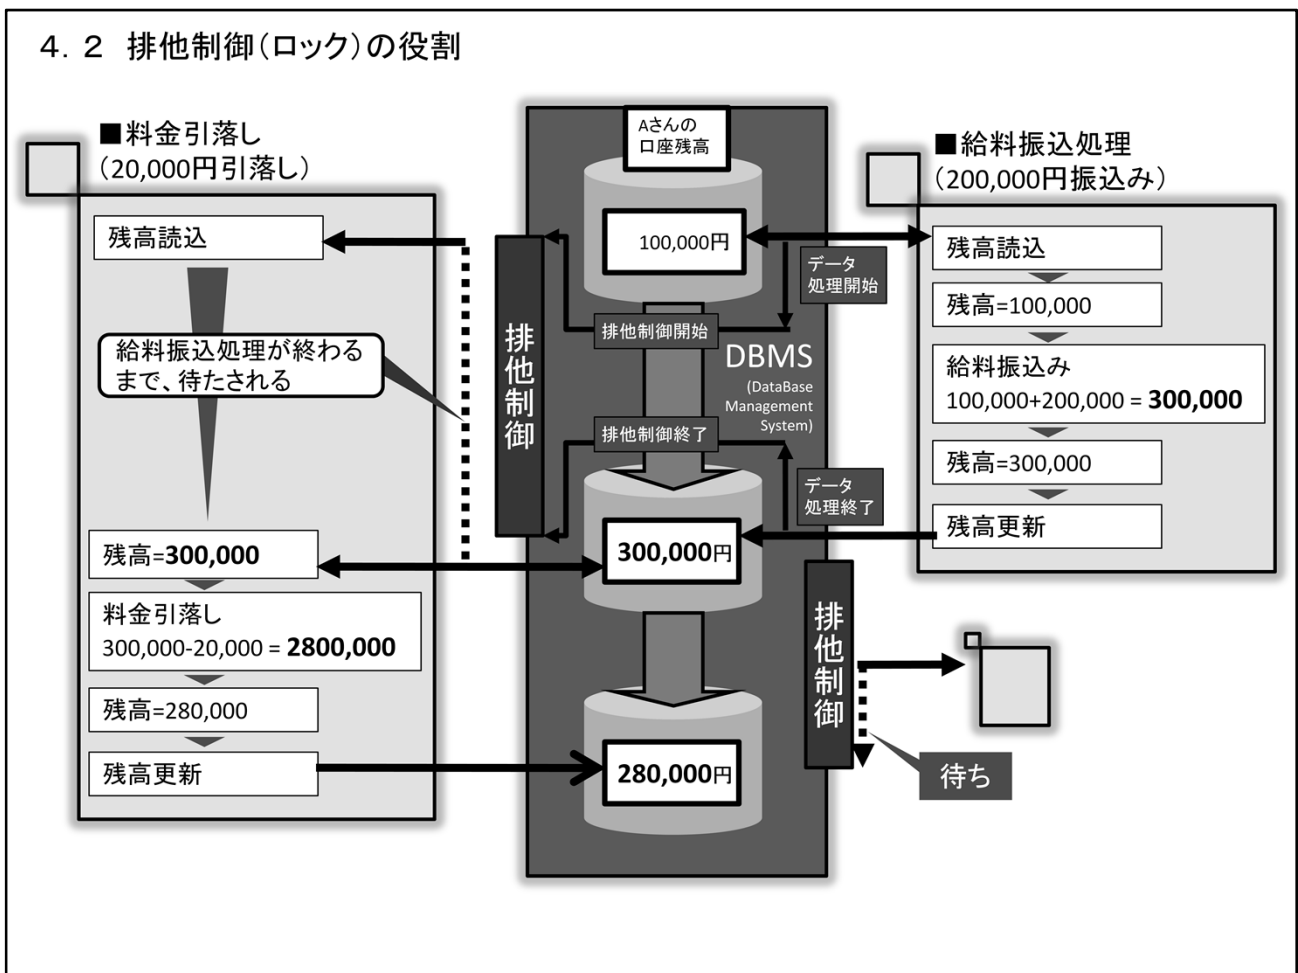 ４．２　排他制御（ロック）の役割
■料金引落し
（20,000円引落し）
残高読込
給料振込処理が終わる
まで、待たされる
残高=300,000
料金引落し
300,000-20,000 = 2800,000
残高=280,000
残高更新
Aさんの
口座残高
100,000円
データ
処理開始
排他制御開始
排他制御
DBMS
(DataBase
Management
System)
排他制御終了
データ
処理終了
300,000円
排他制御
280,000円
■給料振込処理
（200,000円振込み）
残高読込
残高=100,000
給料振込み
100,000+200,000 = 300,000
残高=300,000
残高更新
待ち